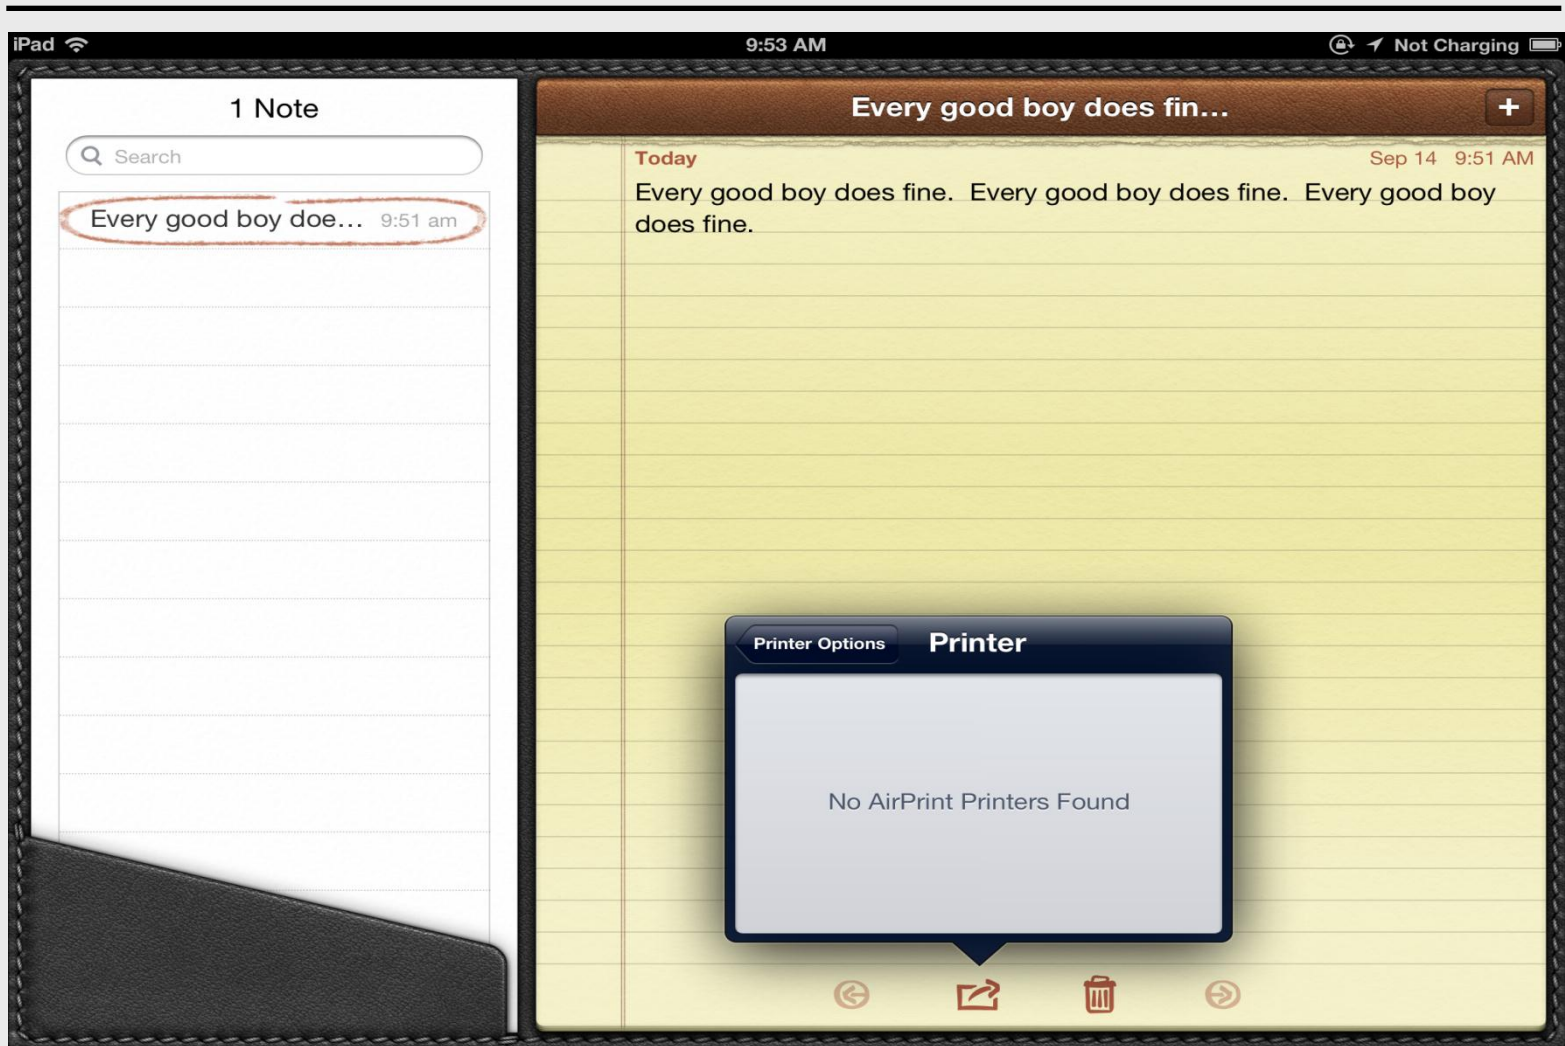 iPad 9:53 AM Not Charging
1 Note
Search
Every good boy doe... 9:51 am
Every good boy does fin...
+
Today Sep 14 9:51 AM
Every good boy does fine.  Every good boy does fine.  Every good boy
does fine.
Printer Options Printer
No AirPrint Printers Found